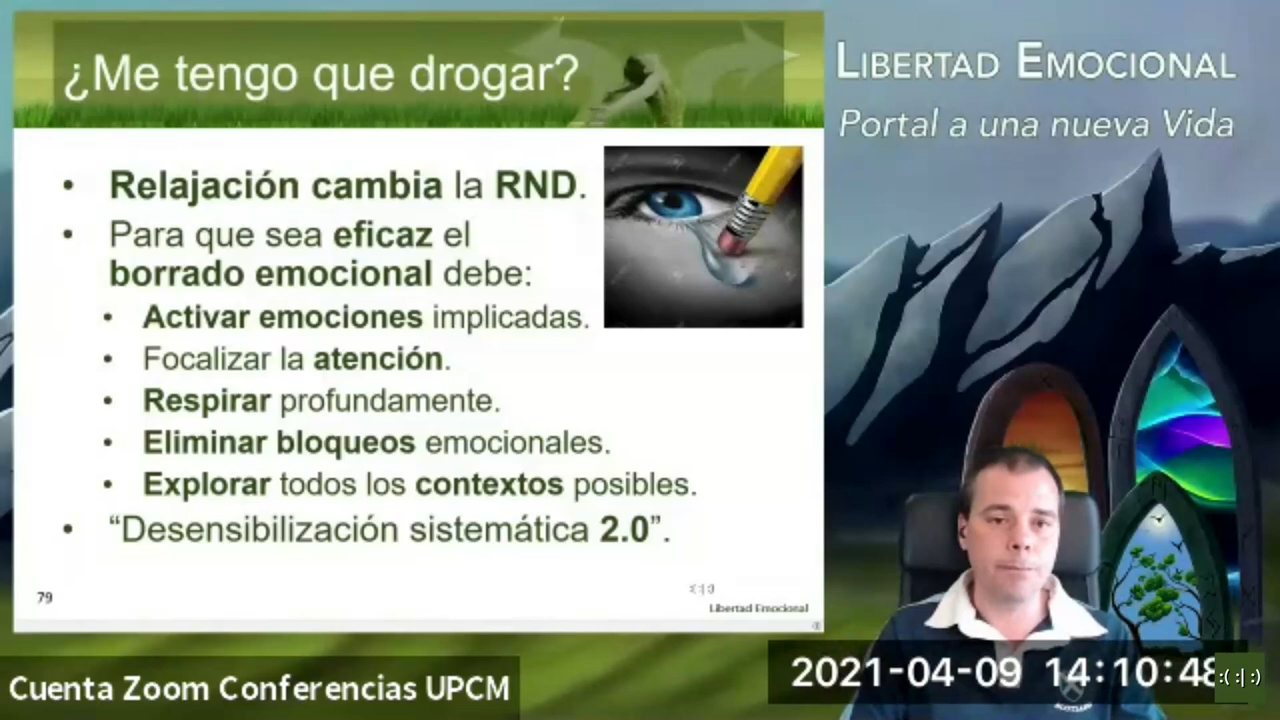 ¿Me tengo que drogar?
LIBERTAD EMOCIONAL
Portal a una nueva Vida
• Relajación cambia la RND.
• Para que sea eficaz el
borrado emocional debe:
• Activar emociones implicadas.
• Focalizar la atención.
• Respirar profundamente.
• Eliminar bloqueos emocionales.
• Explorar todos los contextos posibles.
• “Desensibilización sistemática 2.0”.
79
Libertad Emocional
Cuenta Zoom Conferencias UPCM
2021-04-09 14:10:48
:( :|:)
SCOTLAND